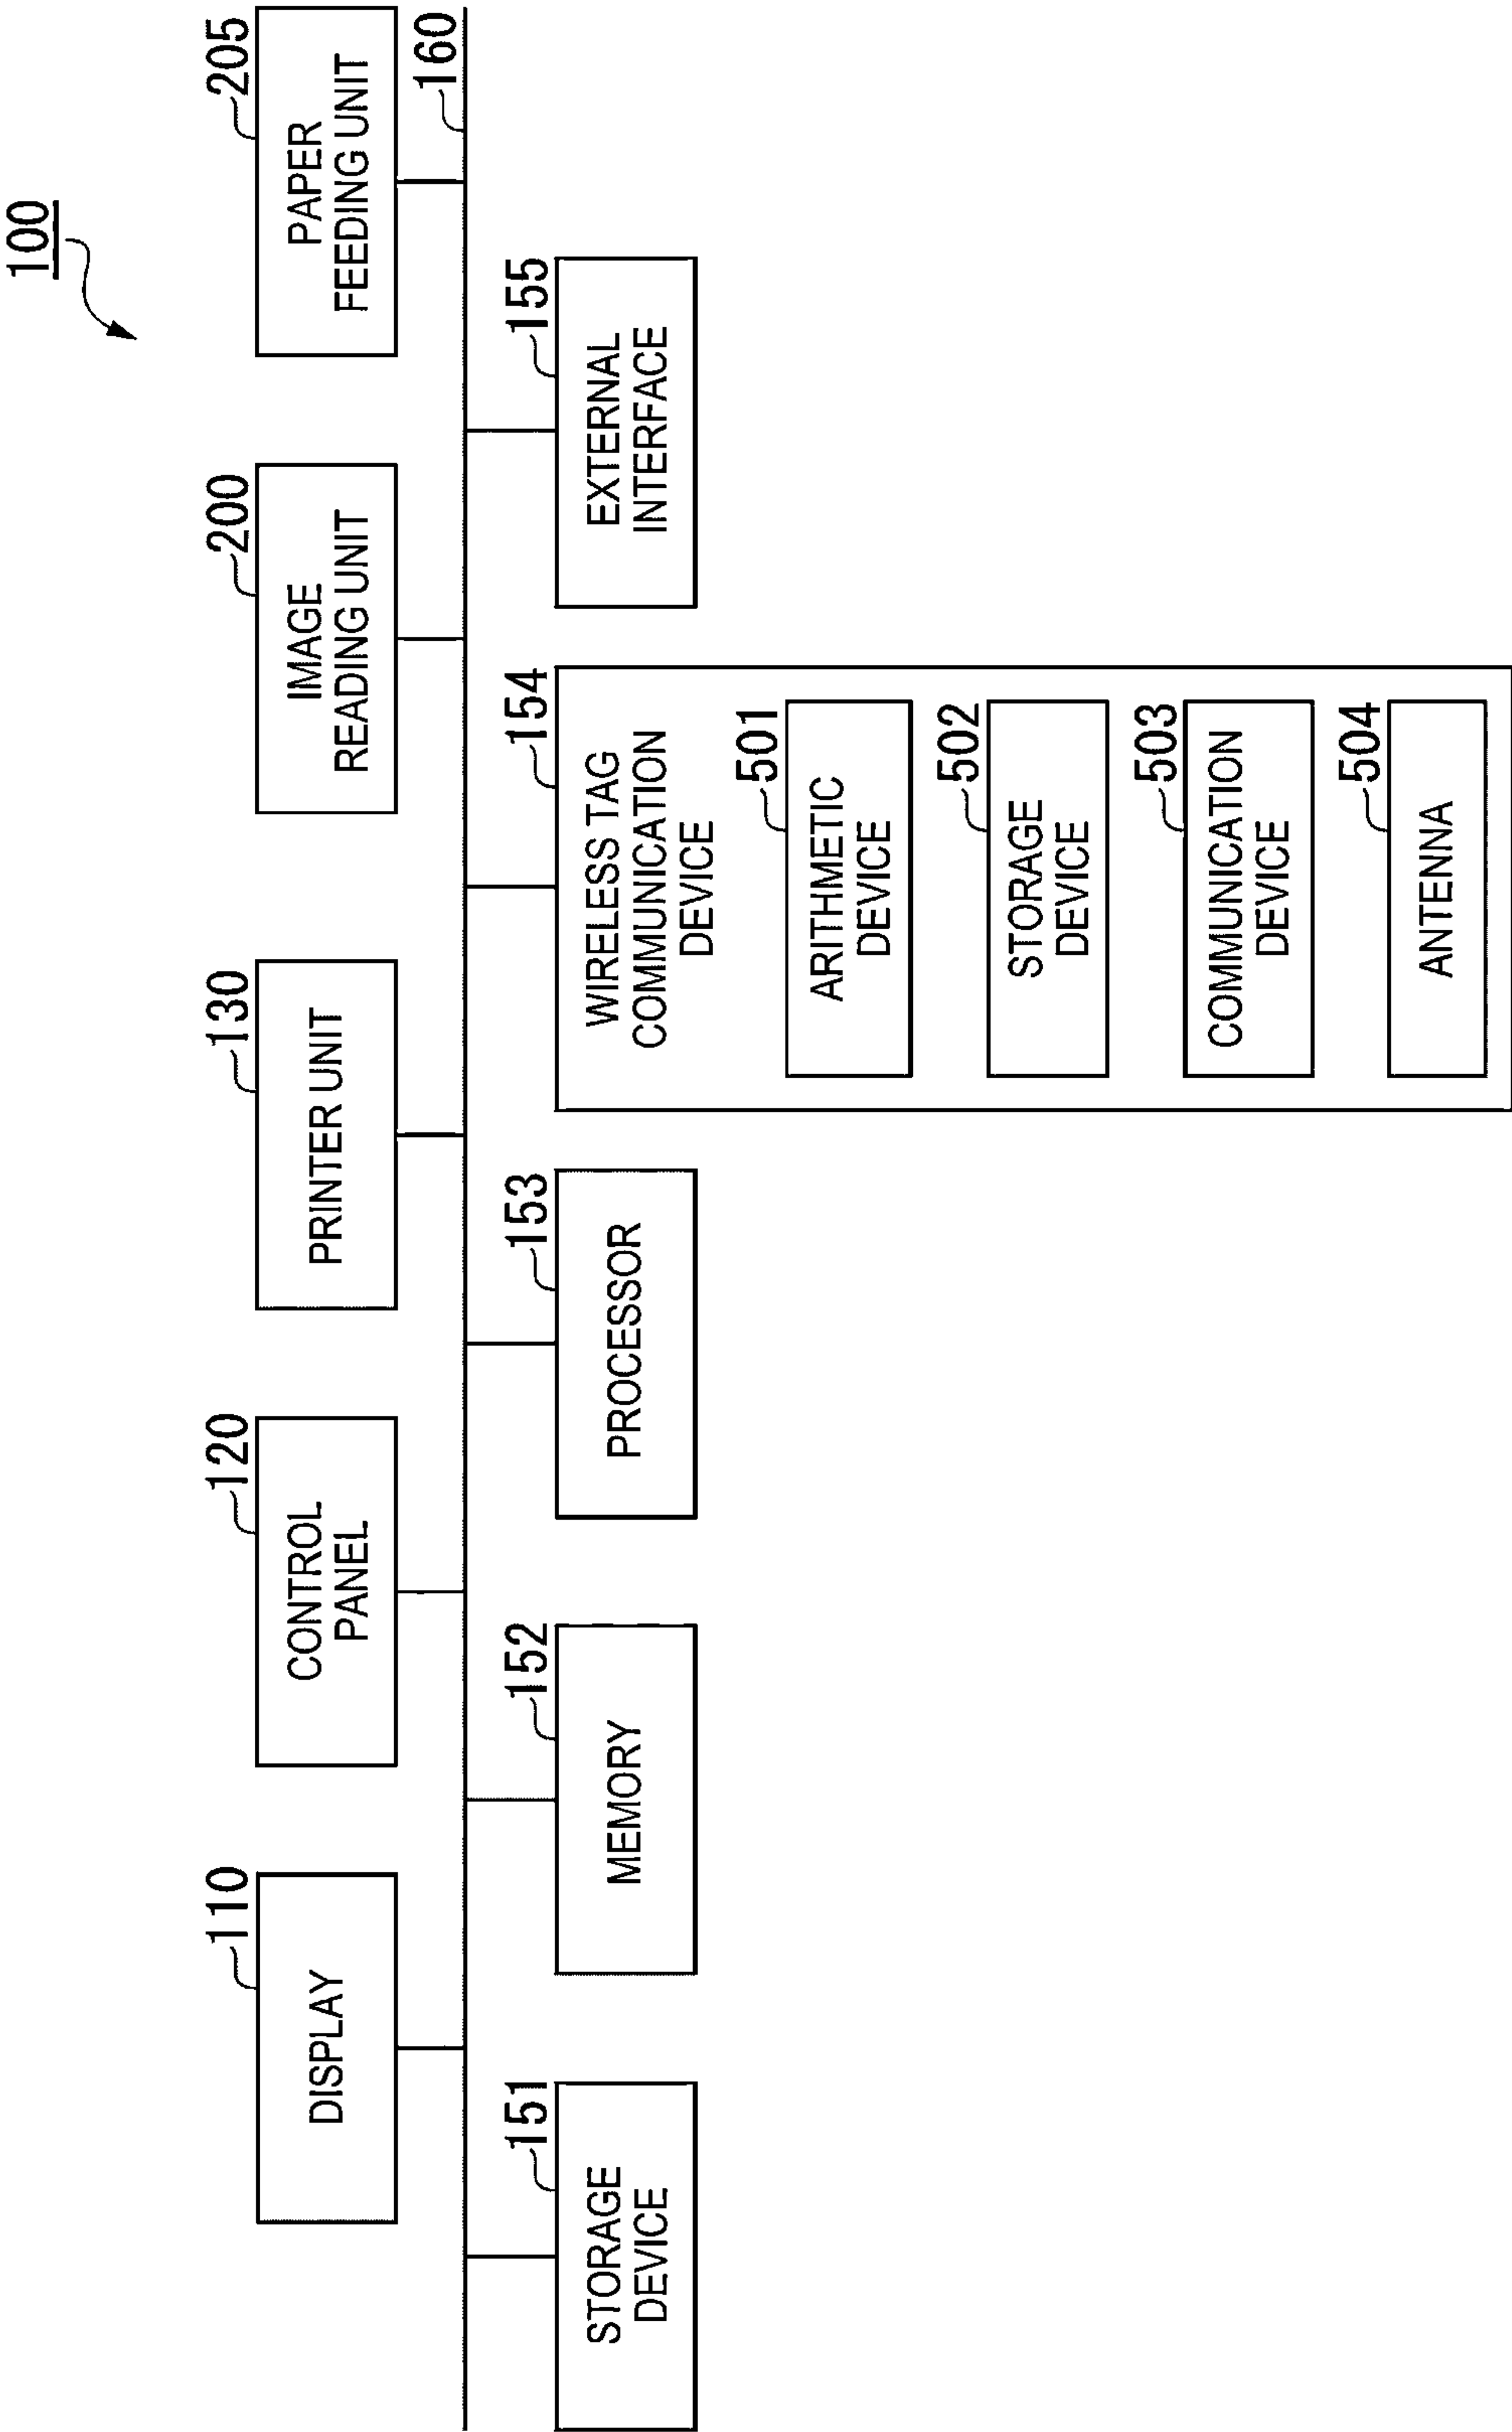 100
110
DISPLAY
120
CONTROL
PANEL
130
PRINTER UNIT
200
IMAGE
READING UNIT
205
PAPER
FEEDING UNIT
160
151
STORAGE
DEVICE
152
MEMORY
153
PROCESSOR
154
WIRELESS TAG
COMMUNICATION
DEVICE
501
ARITHMETIC
DEVICE
502
STORAGE
DEVICE
503
COMMUNICATION
DEVICE
504
ANTENNA
155
EXTERNAL
INTERFACE